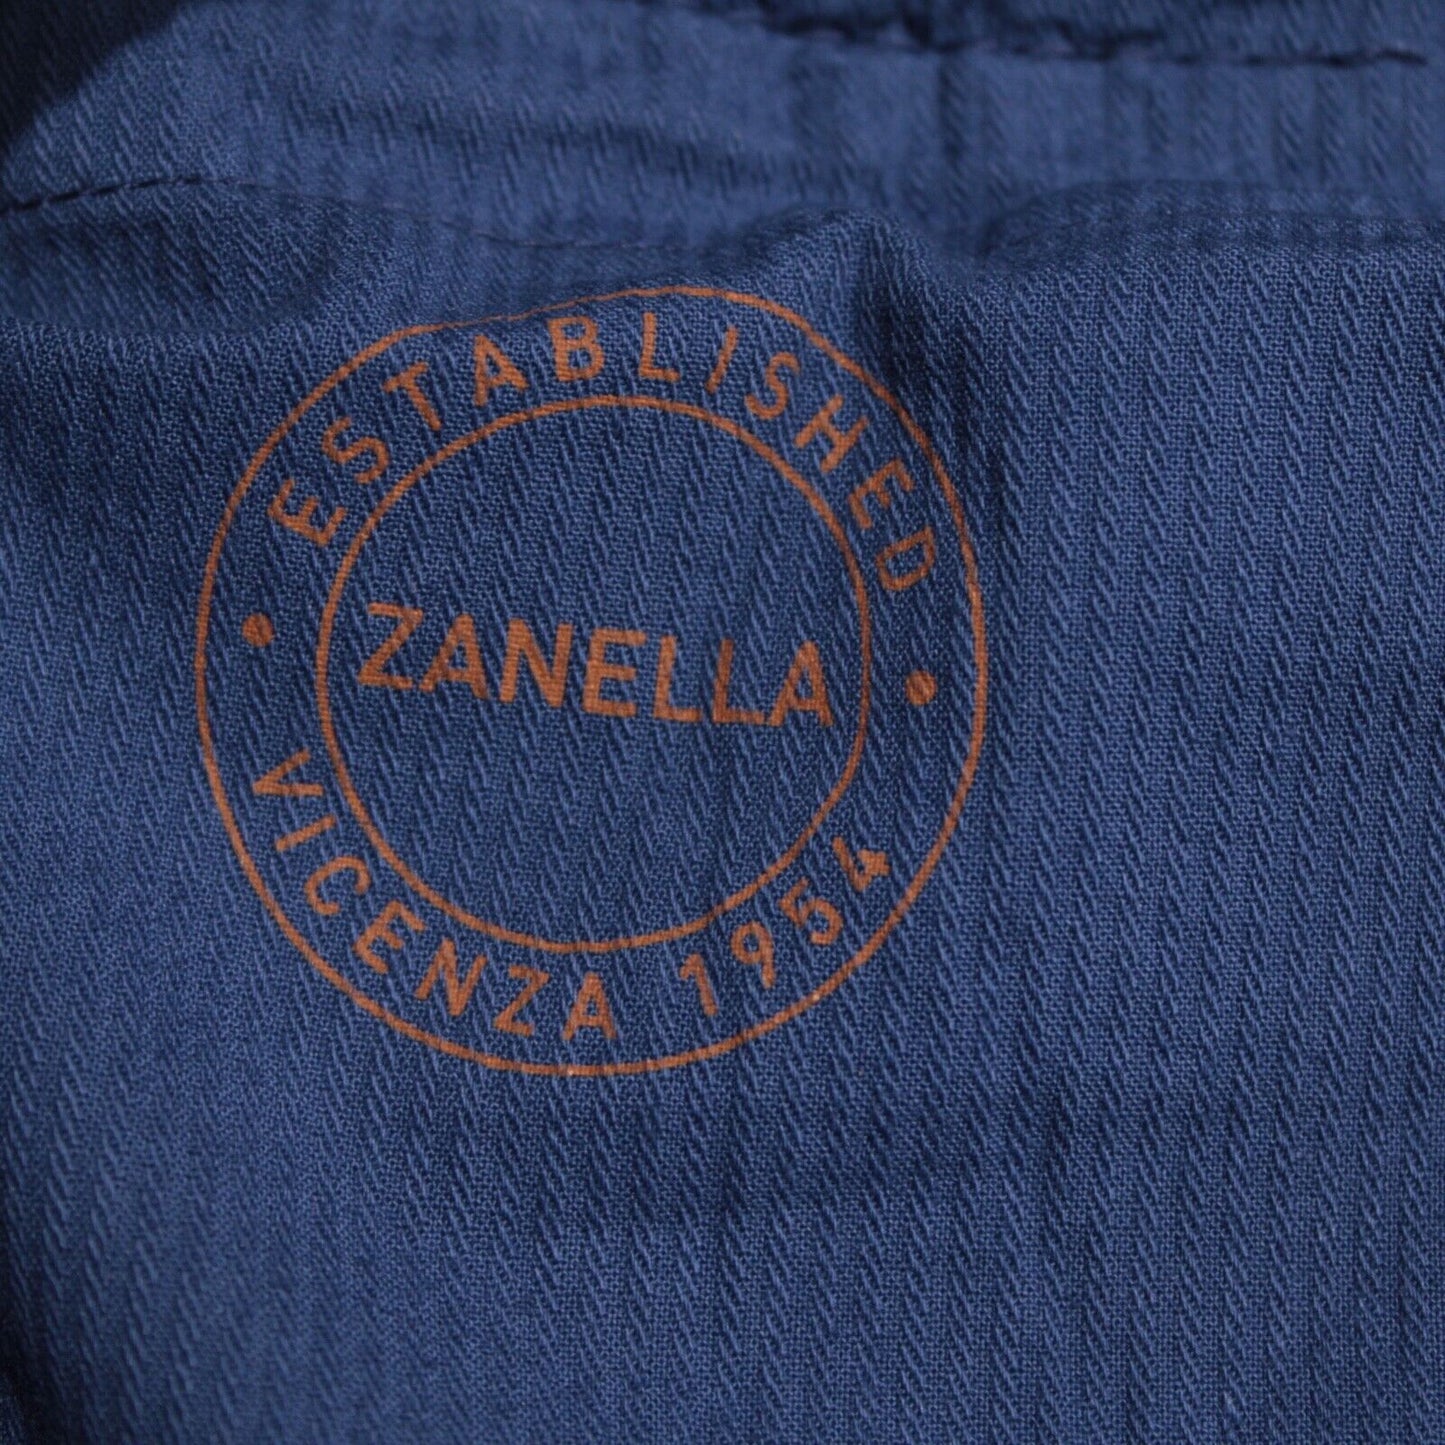 ESTABLISHED
ZANELLA
VICENZA 1954